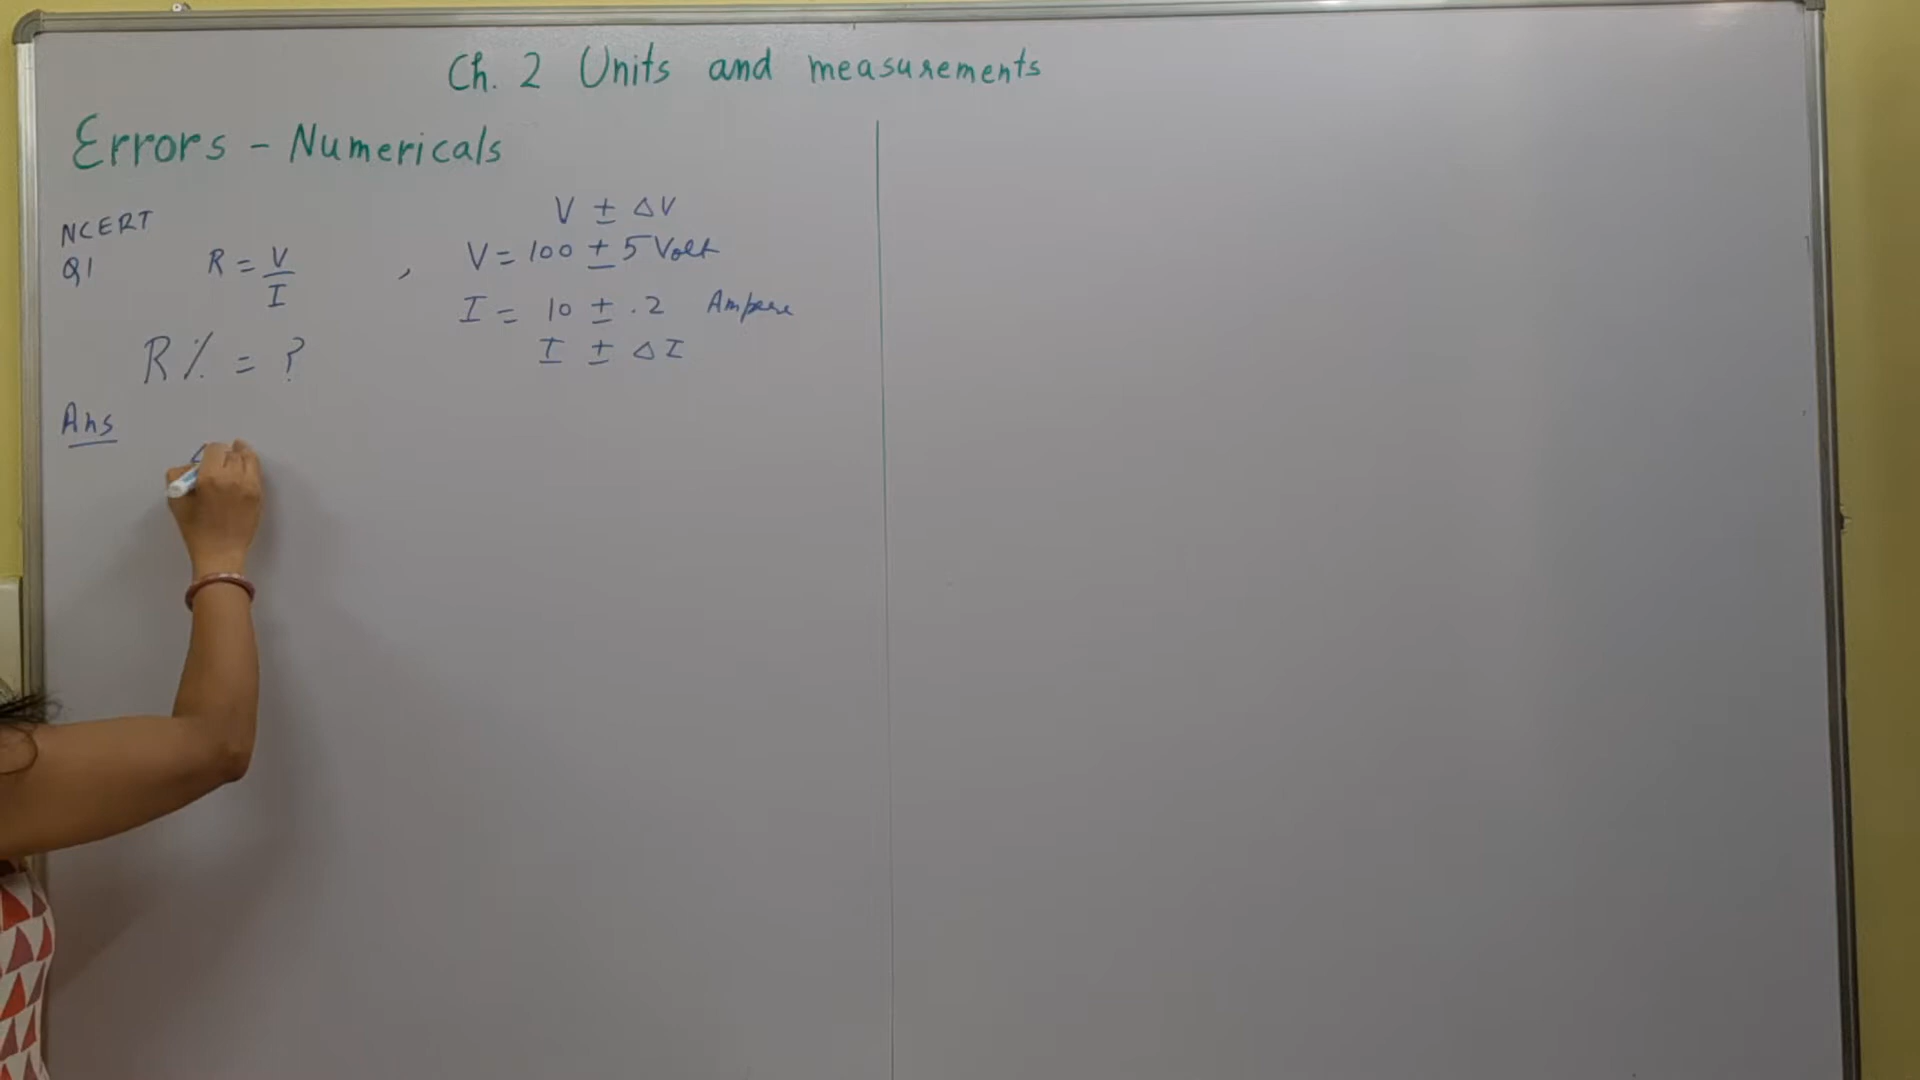 Ch. 2 Units and measurements
Errors - Numericals
NCERT
Q1
R = V/I ,
V ± ΔV
V = 100 ± 5 Volt
I = 10 ± .2 Ampere
I ± ΔI
R% = ?
Ans